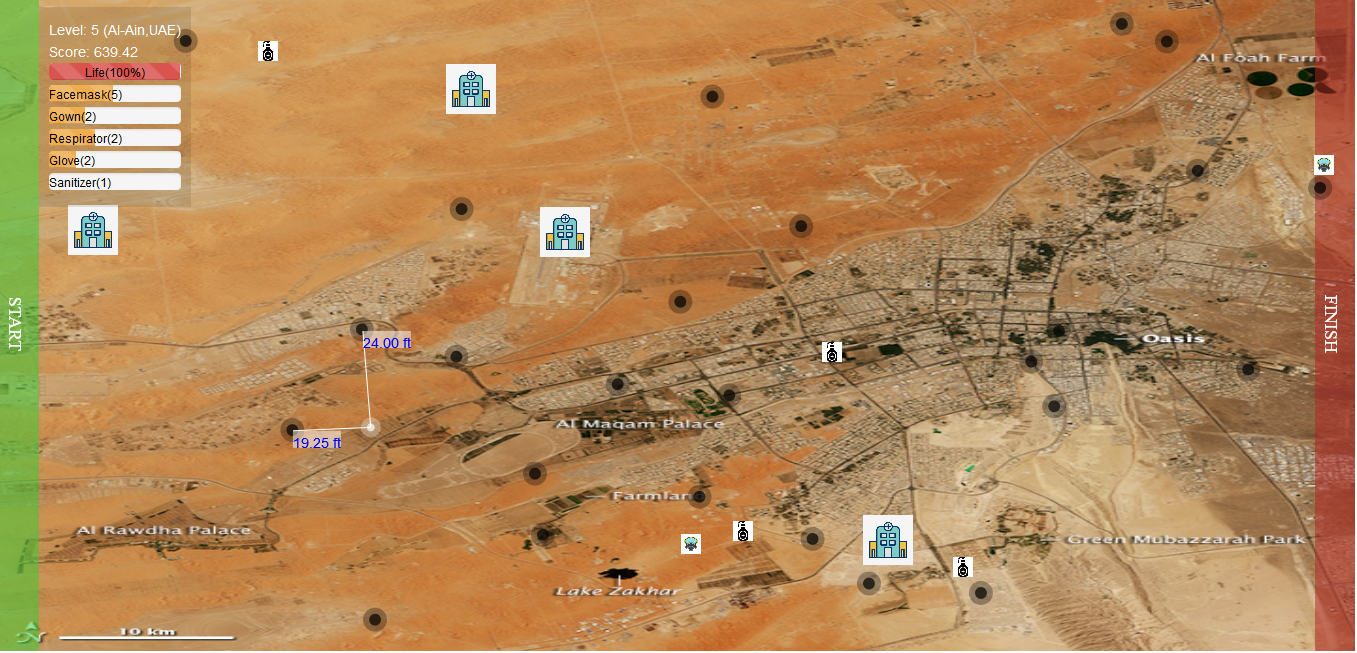 Level: 5 (Al-Ain,UAE)
Score: 639.42
Life(100%)
Facemask(5)
Gown(2)
Respirator(2)
Glove(2)
Sanitizer(1)
Al Foah Farm
START
FINISH
24.00 ft
Oasis
19.25 ft
Al Maqam Palace
Farmland
Al Rawdha Palace
Green Mubazzarah Park
Lake Zakhar
N
10 km